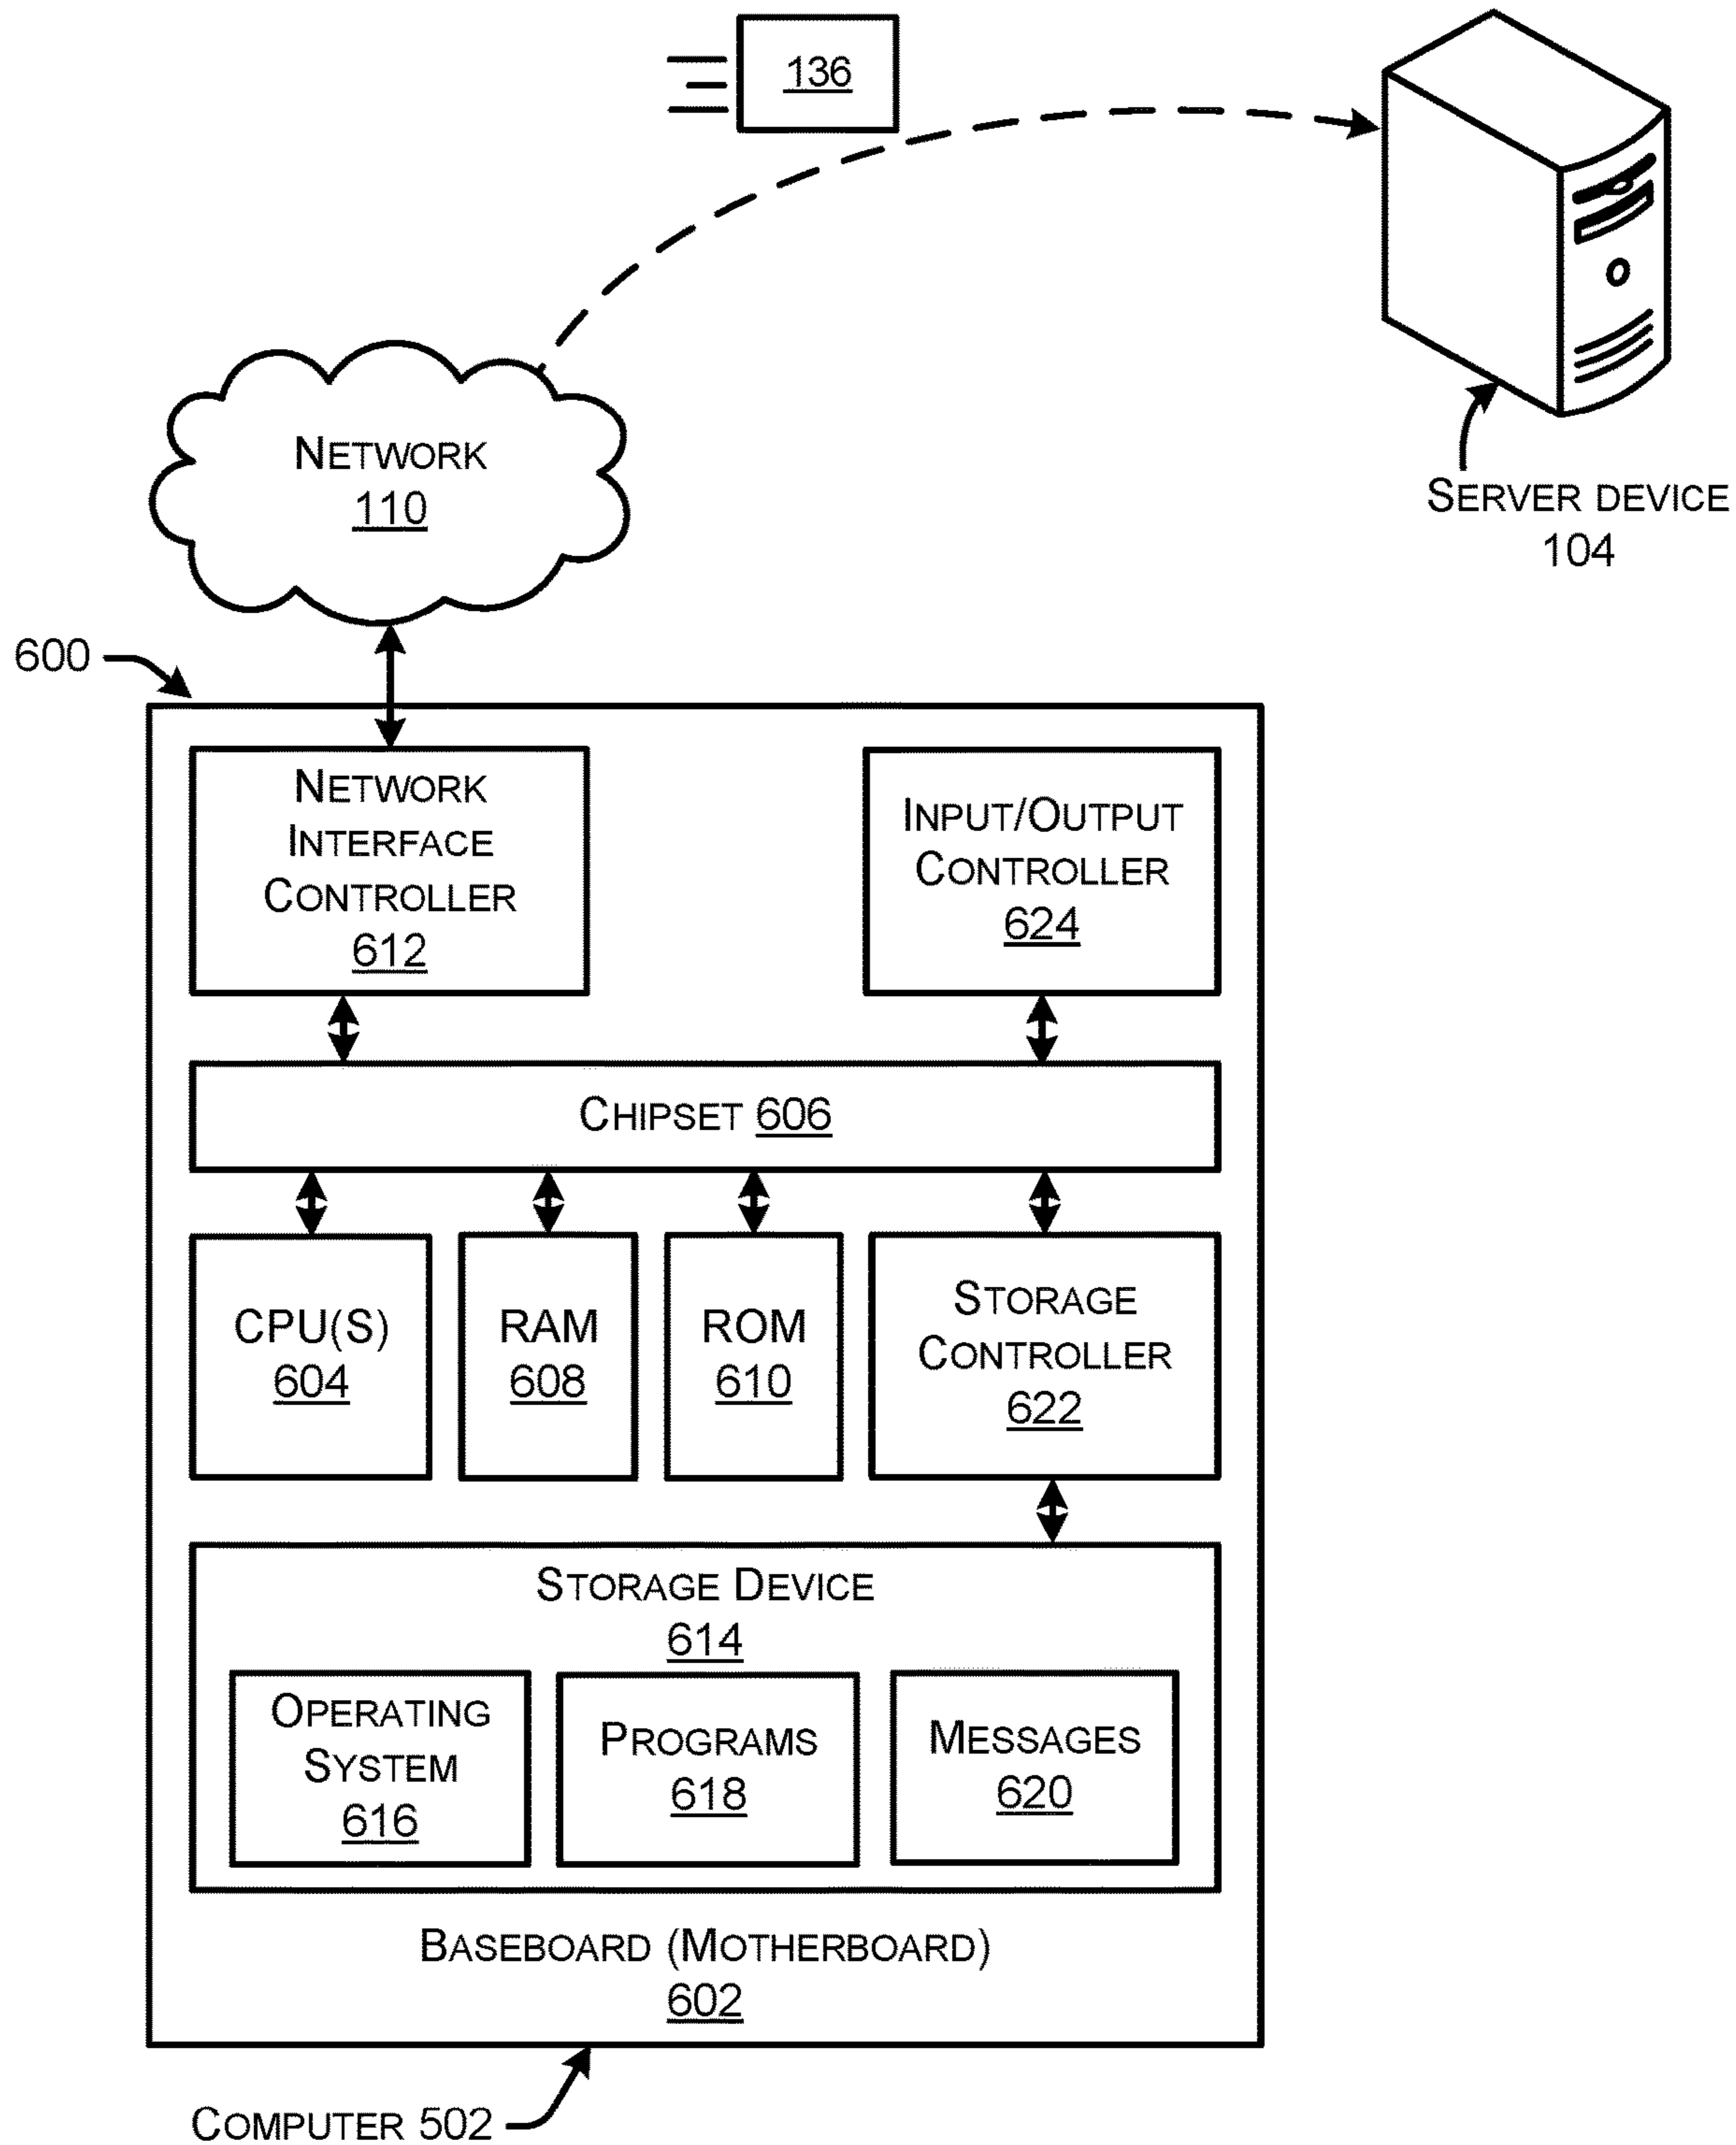 136
NETWORK
110
SERVER DEVICE
104
600
NETWORK
INTERFACE
CONTROLLER
612
INPUT/OUTPUT
CONTROLLER
624
CHIPSET 606
CPU(S)
604
RAM
608
ROM
610
STORAGE
CONTROLLER
622
STORAGE DEVICE
614
OPERATING
SYSTEM
616
PROGRAMS
618
MESSAGES
620
BASEBOARD (MOTHERBOARD)
602
COMPUTER 502